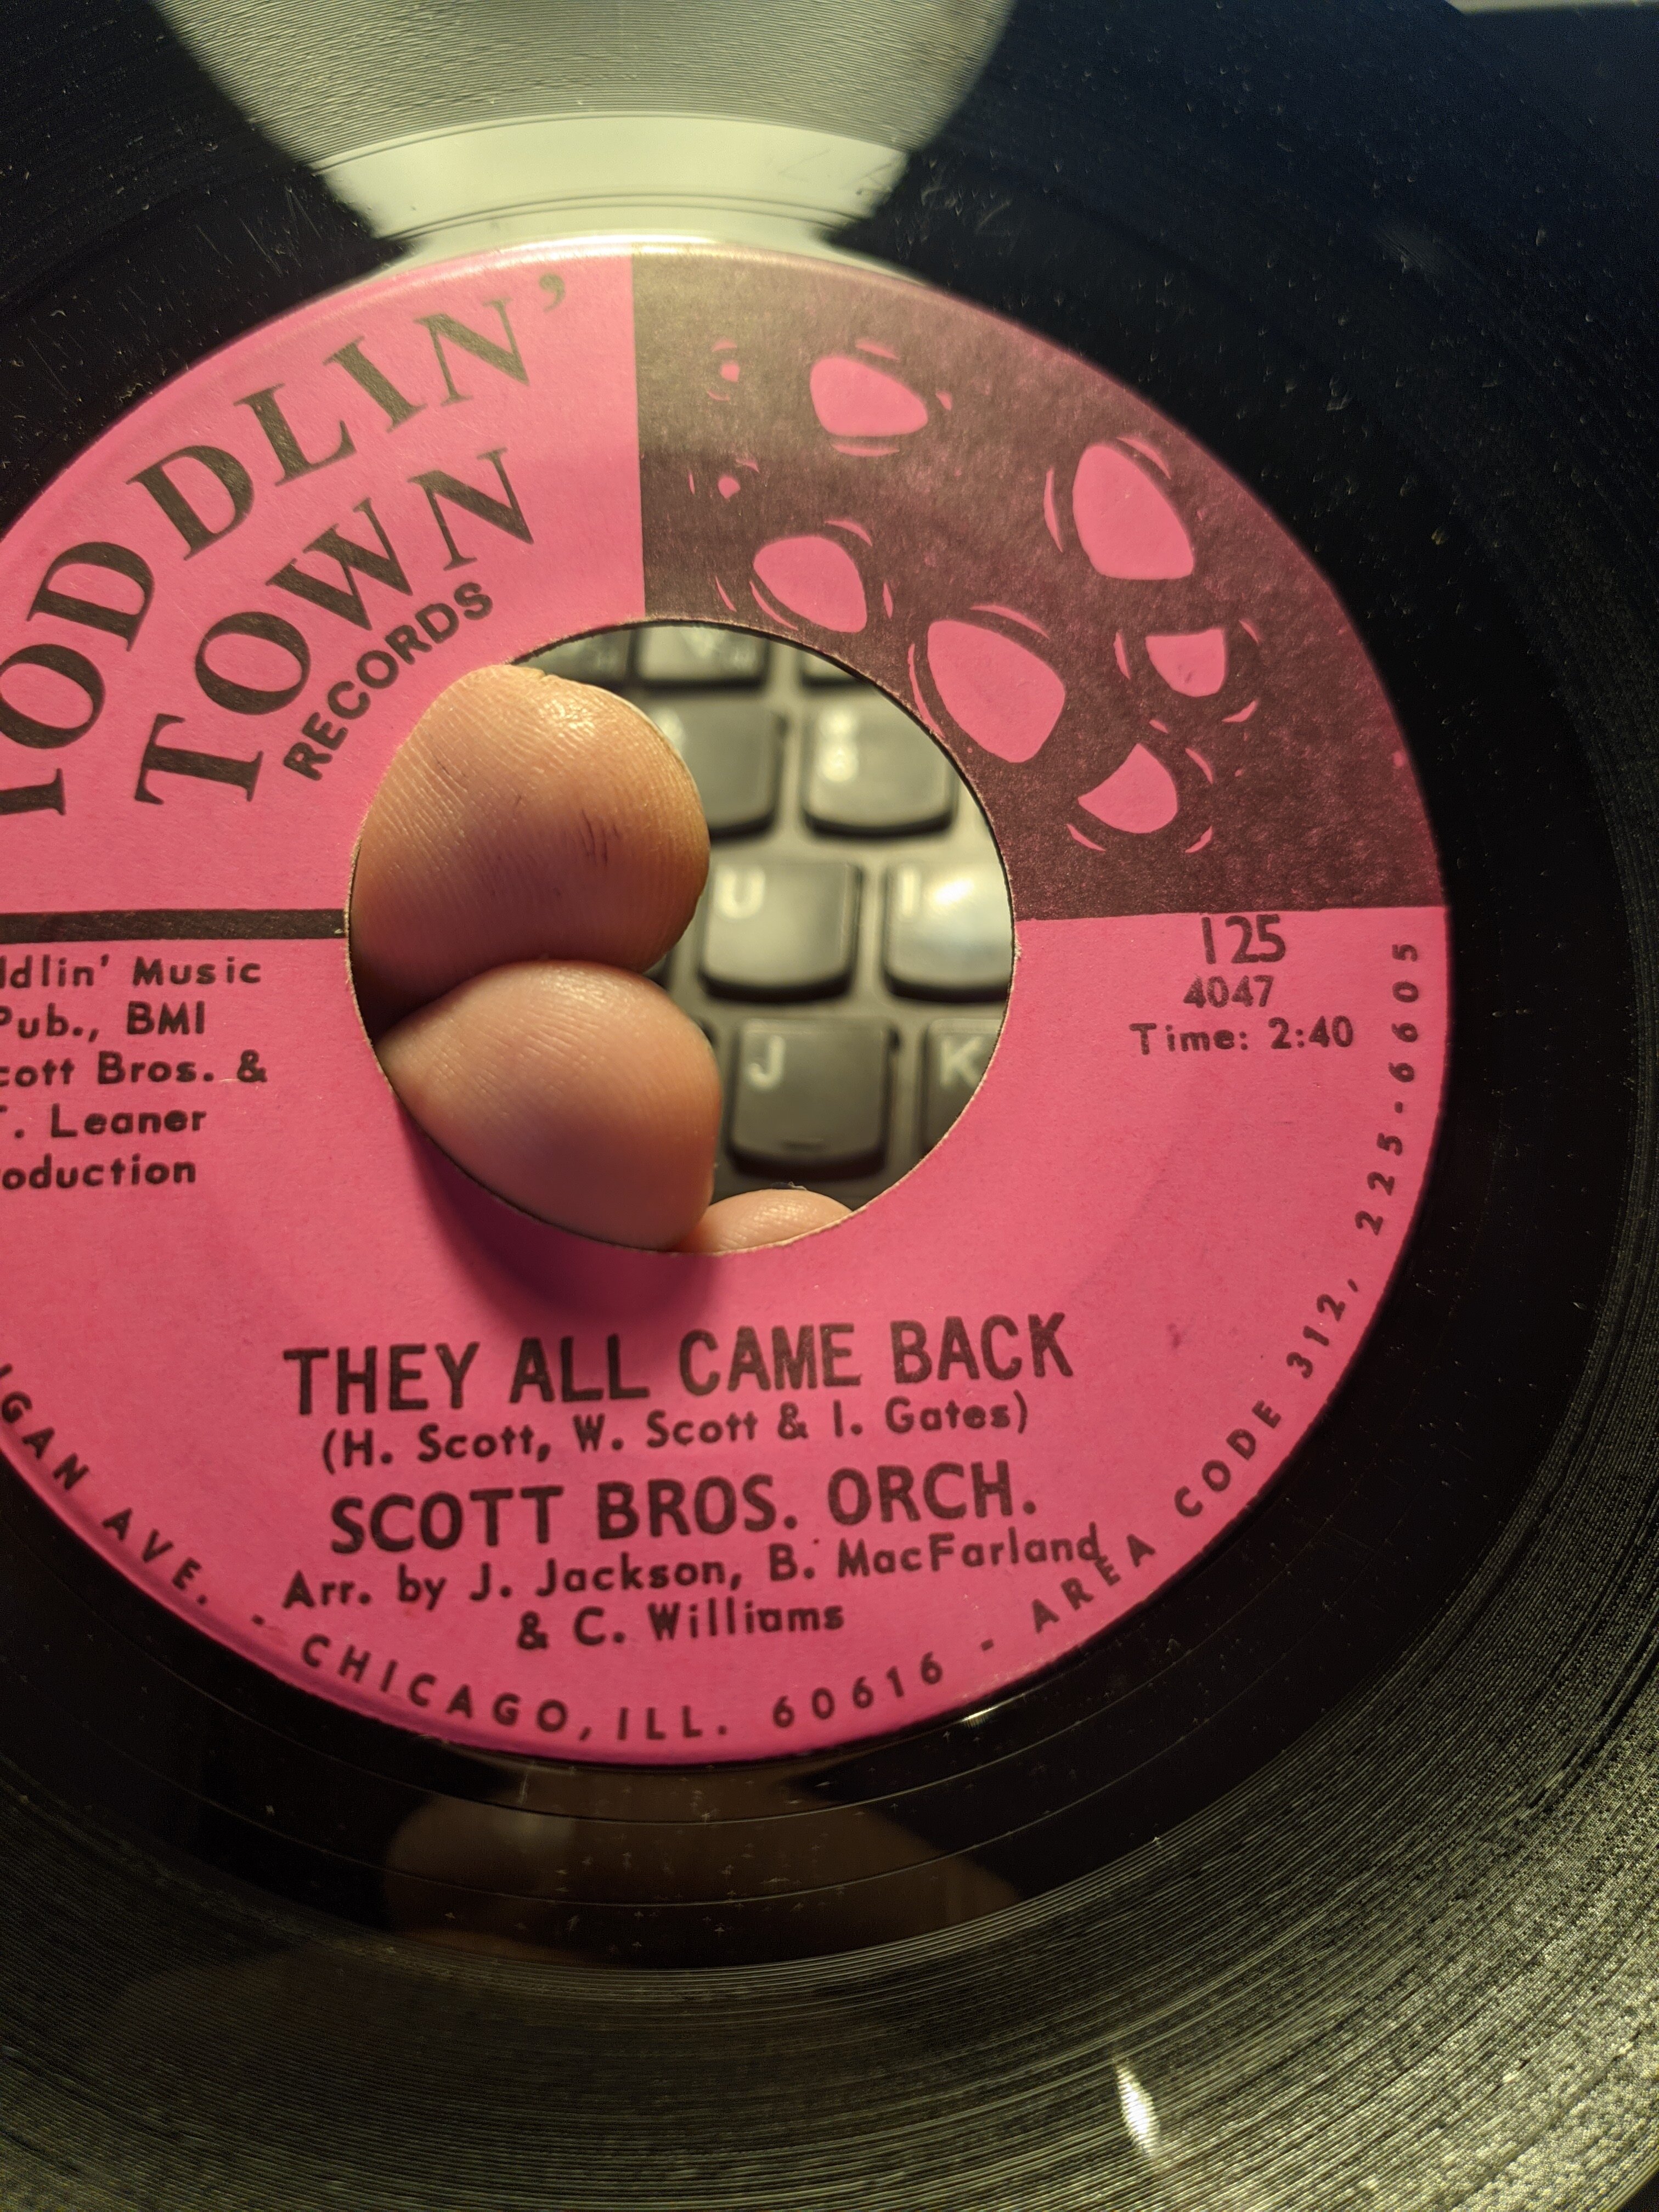 TODDLIN'
TOWN
RECORDS
dlin' Music
Pub., BMI
cott Bros. &
T. Leaner
oduction
125
4047
Time: 2:40
THEY ALL CAME BACK
(H. Scott, W. Scott & I. Gates)
SCOTT BROS. ORCH.
Arr. by J. Jackson, B. MacFarland
& C. Williams
IGAN AVE. - CHICAGO, ILL. 60616 - AREA CODE 312, 225-6605
U
I
J
K